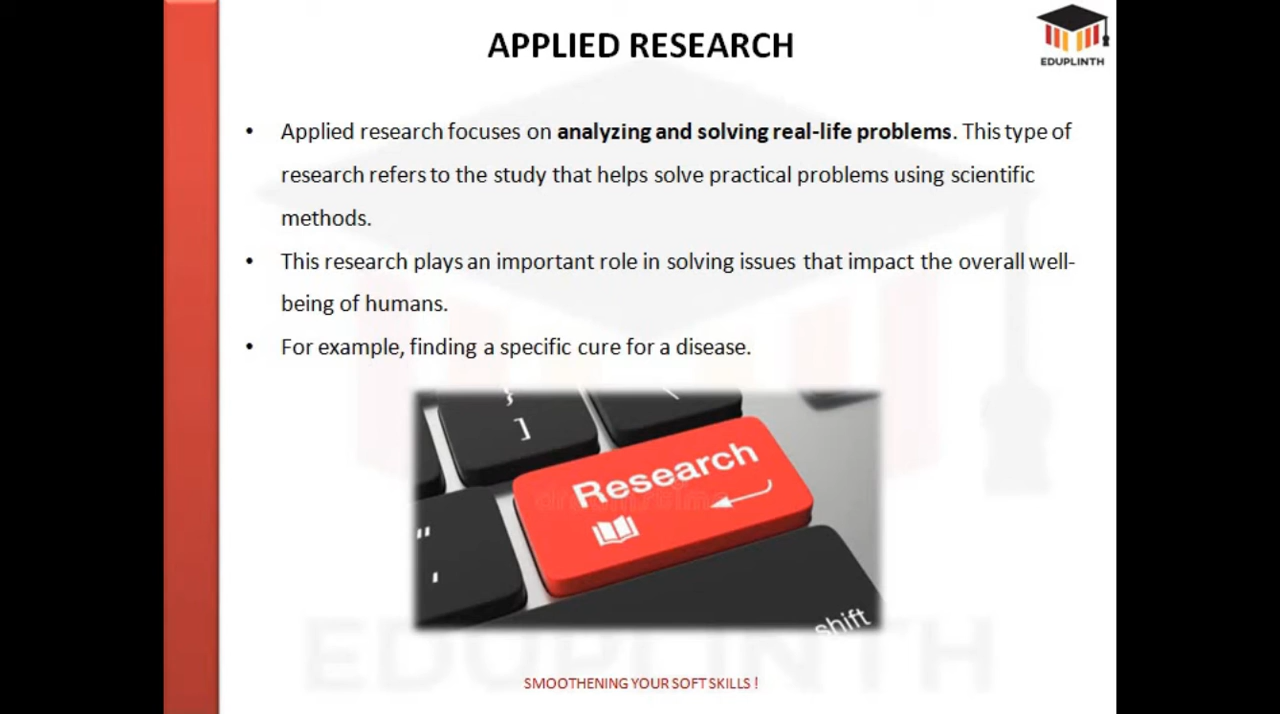 APPLIED RESEARCH
EDUPLINTH
• Applied research focuses on analyzing and solving real-life problems. This type of
research refers to the study that helps solve practical problems using scientific
methods.
• This research plays an important role in solving issues that impact the overall well-
being of humans.
• For example, finding a specific cure for a disease.
}
]
Research
"
'
shift
EDUPLINTH
SMOOTHENING YOUR SOFT SKILLS !